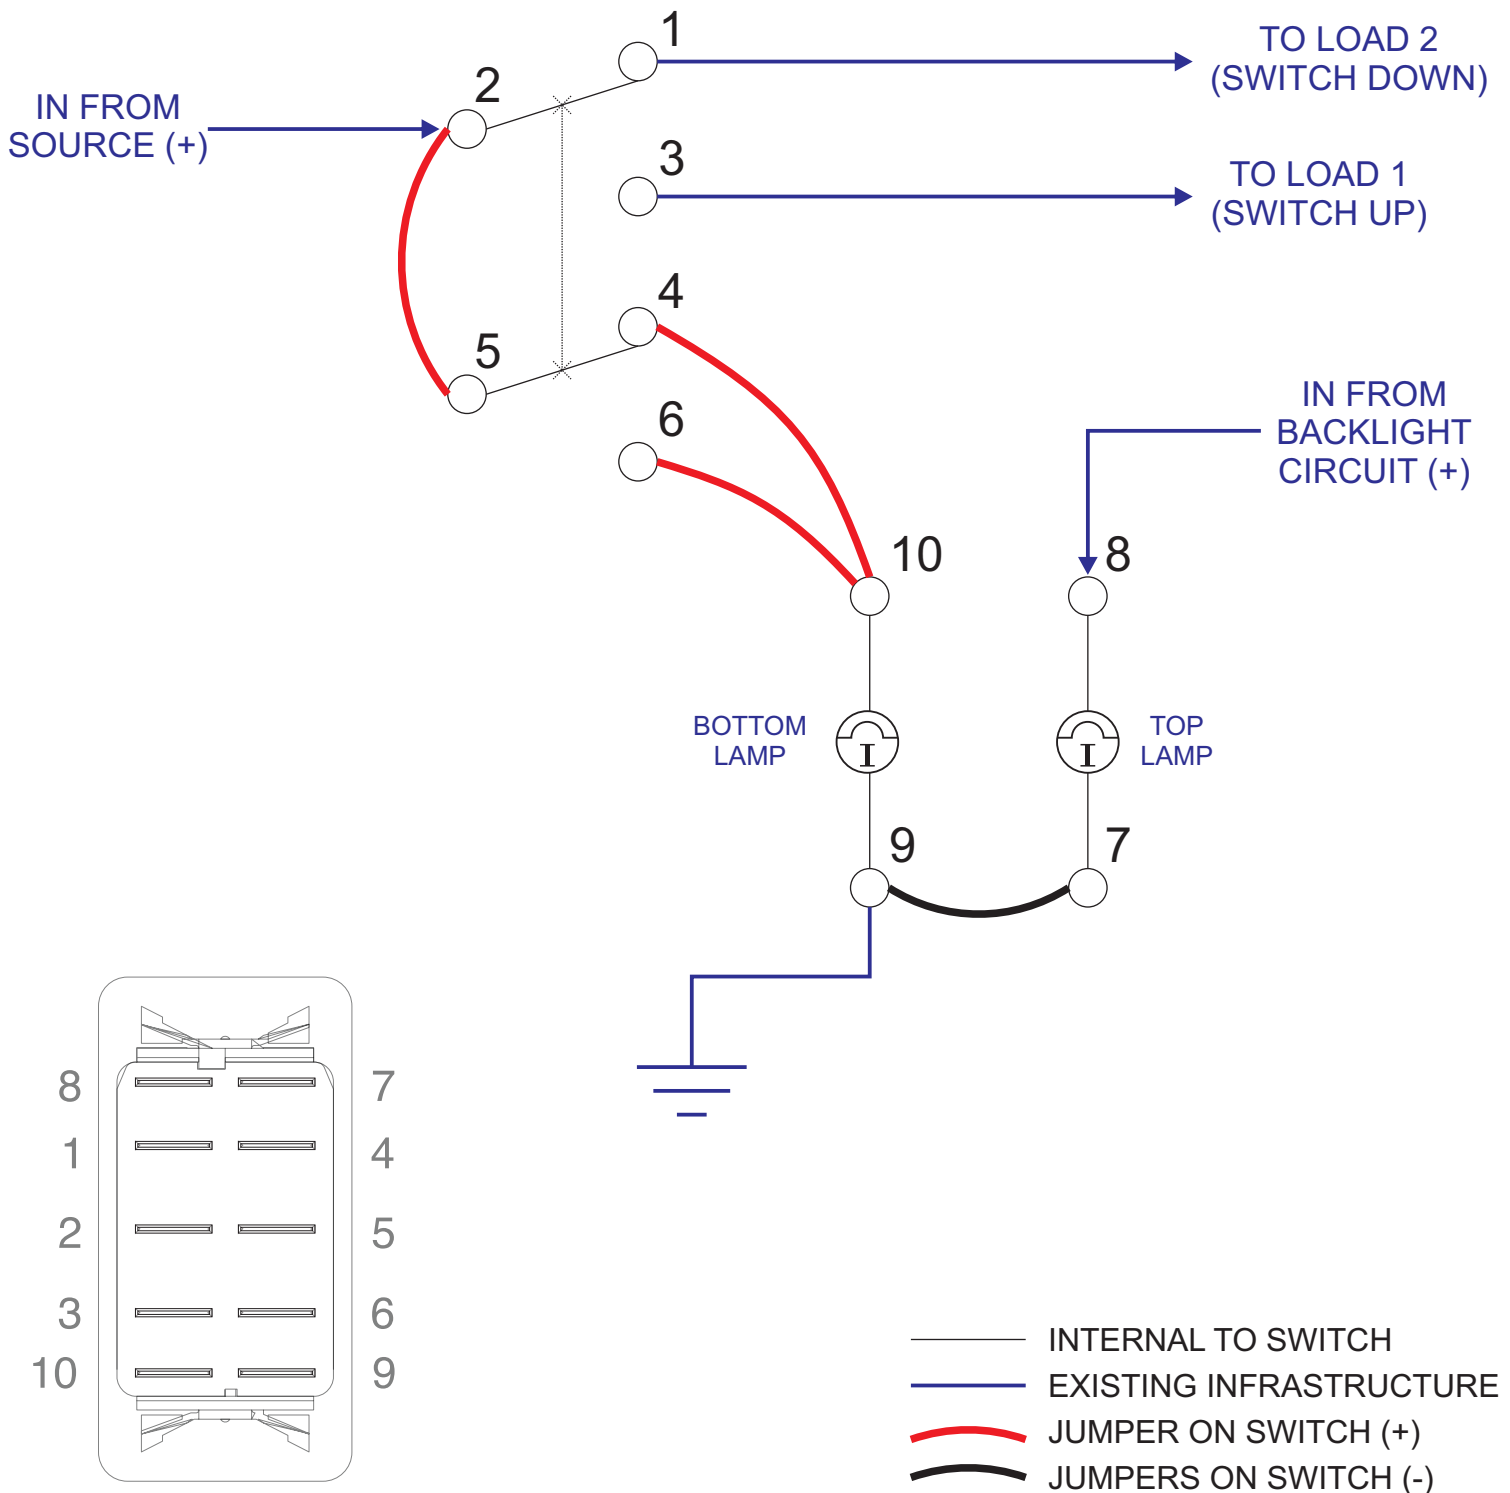 1
TO LOAD 2
(SWITCH DOWN)
2
IN FROM
SOURCE (+)
3
TO LOAD 1
(SWITCH UP)
4
5
6
IN FROM
BACKLIGHT
CIRCUIT (+)
10
8
BOTTOM
LAMP
I
I
TOP
LAMP
9
7
8
7
1
4
2
5
3
6
10
9
INTERNAL TO SWITCH
EXISTING INFRASTRUCTURE
JUMPER ON SWITCH (+)
JUMPERS ON SWITCH (-)